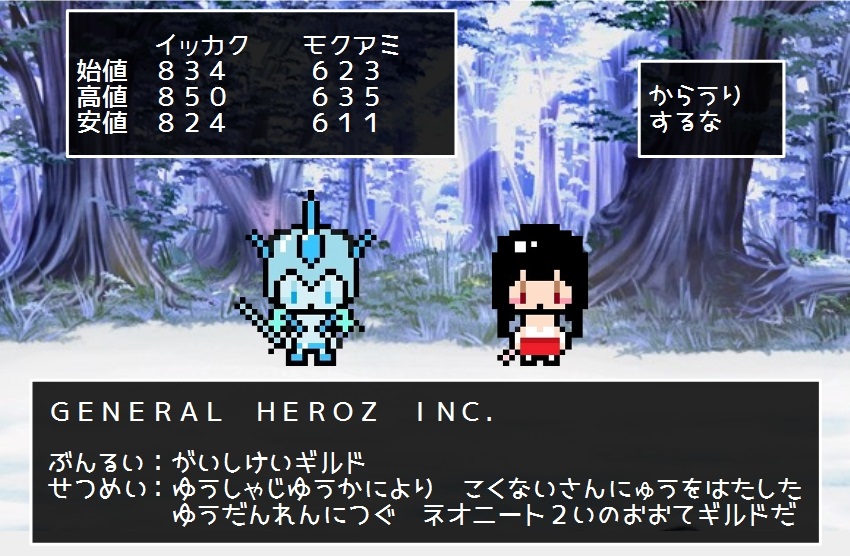 イッカク　モクアミ
始値　８３４　６２３
高値　８５０　６３５
安値　８２４　６１１
からうり
するな
ＧＥＮＥＲＡＬ　ＨＥＲＯＺ　ＩＮＣ．
ぶんるい：がいしけいギルド
せつめい：ゆうしゃじゆうかにより　こくないさんにゅうをはたした
ゆうだんれんにつぐ　ネオニート２いのおおてギルドだ